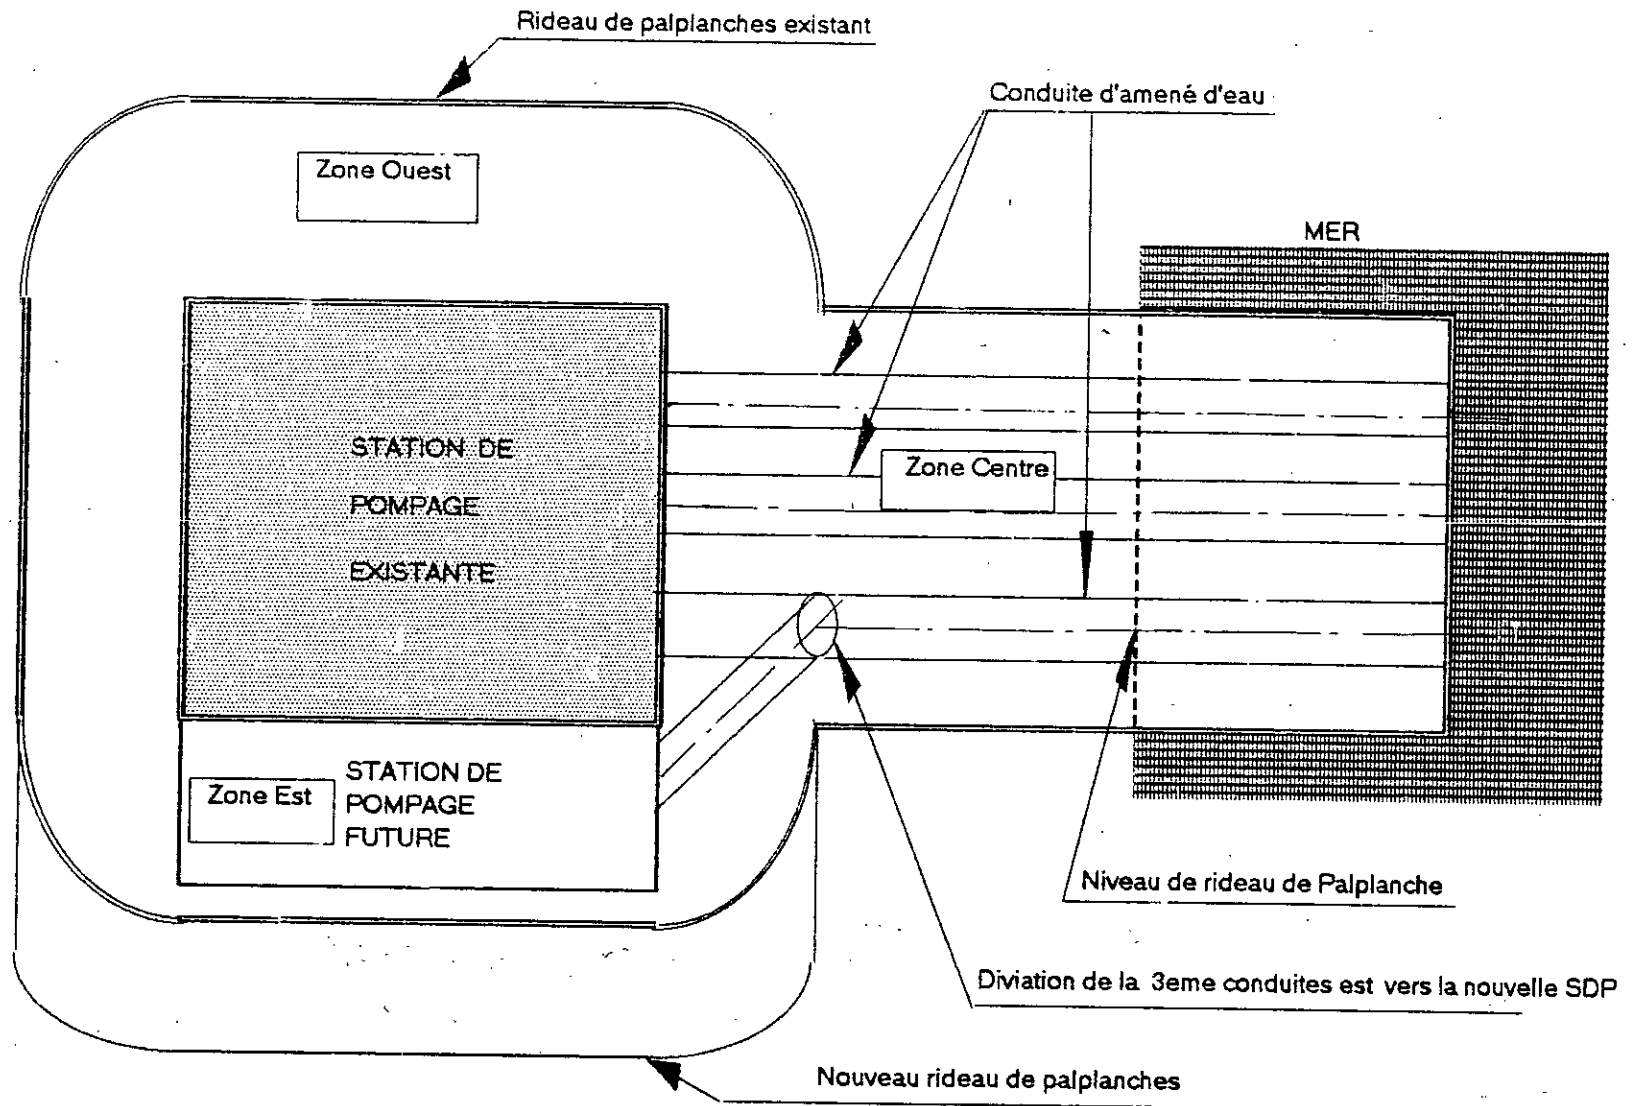 Rideau de palplanches existant
Conduite d'amené d'eau
Zone Ouest
MER
STATION DE
POMPAGE
EXISTANTE
Zone Centre
Zone Est
STATION DE
POMPAGE
FUTURE
Niveau de rideau de Palplanche
Diviation de la 3eme conduites est vers la nouvelle SDP
Nouveau rideau de palplanches